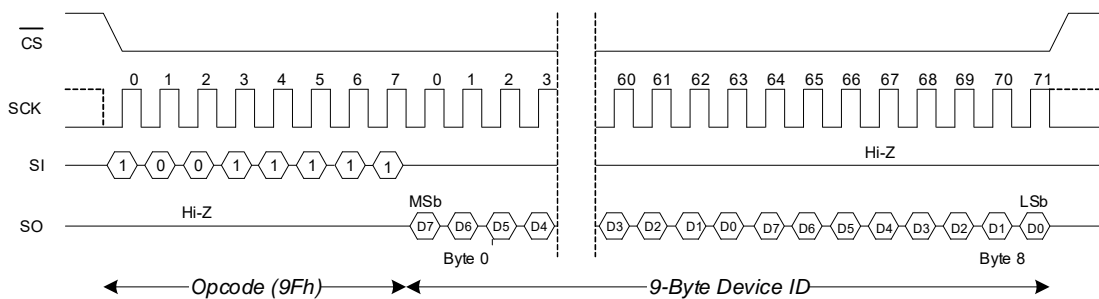 CS
0 1 2 3 4 5 6 7 0 1 2 3 60 61 62 63 64 65 66 67 68 69 70 71
SCK
Hi-Z
SI 1 0 0 1 1 1 1 1
MSb LSb
Hi-Z
SO D7 D6 D5 D4 D3 D2 D1 D0 D7 D6 D5 D4 D3 D2 D1 D0
Byte 0 Byte 8
Opcode (9Fh) 9-Byte Device ID